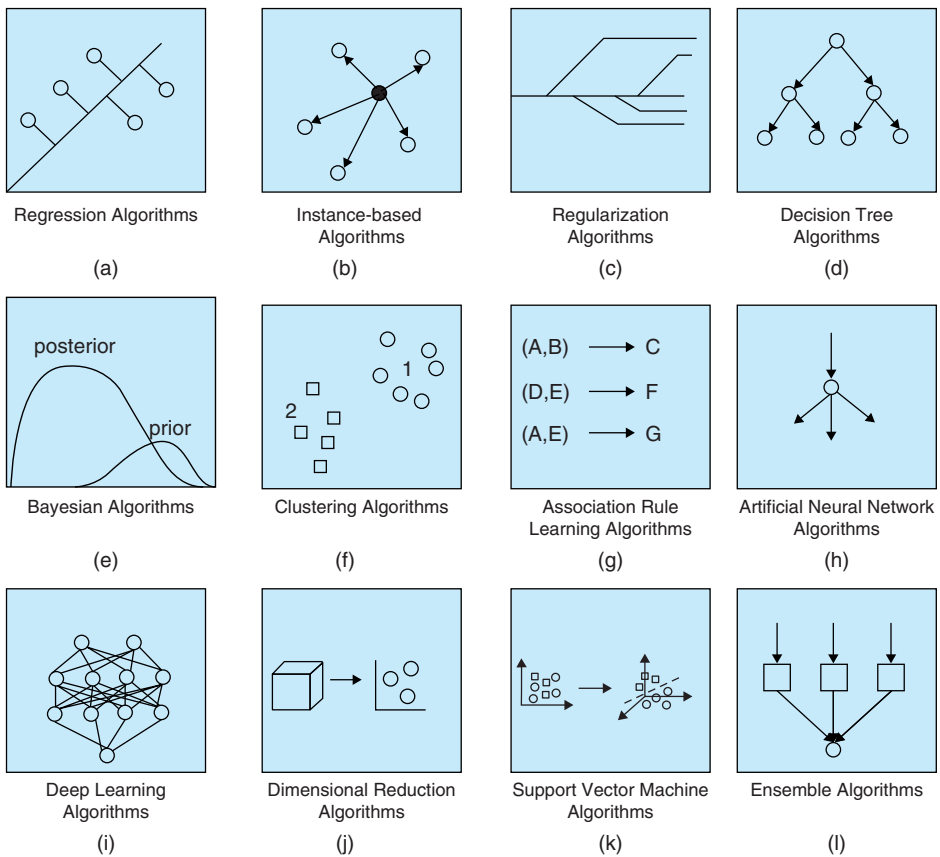 Regression Algorithms
(a)
Instance-based
Algorithms
(b)
Regularization
Algorithms
(c)
Decision Tree
Algorithms
(d)
posterior
prior
Bayesian Algorithms
(e)
1
2
Clustering Algorithms
(f)
(A,B) → C
(D,E) → F
(A,E) → G
Association Rule
Learning Algorithms
(g)
Artificial Neural Network
Algorithms
(h)
Deep Learning
Algorithms
(i)
Dimensional Reduction
Algorithms
(j)
Support Vector Machine
Algorithms
(k)
Ensemble Algorithms
(l)